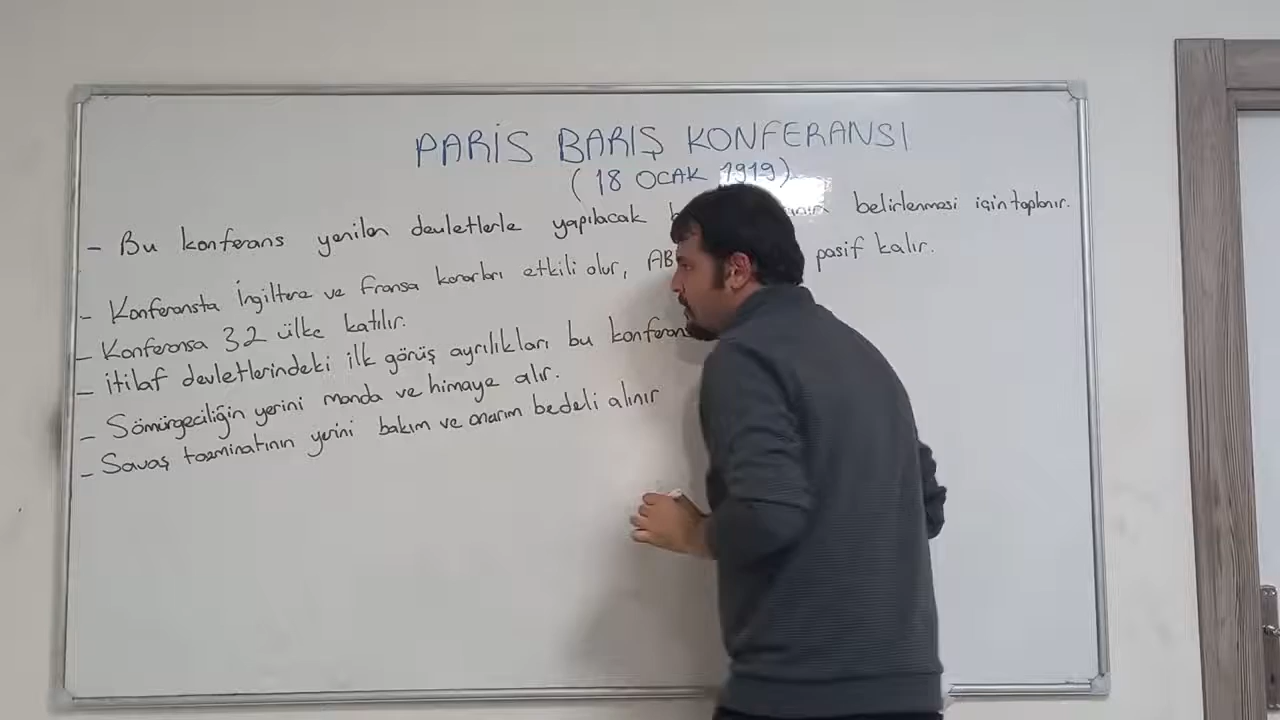 PARİS BARIŞ KONFERANSI
(18 OCAK 1919)
- Bu konferans yenilen devletlerle yapılacak belirlenmesi için toplanır.
- Konferansta İngiltere ve Fransa kararları etkili olur, AB pasif kalır.
- Konferansa 32 ülke katılır.
- İtilaf devletlerindeki ilk görüş ayrılıkları bu konferans
- Sömürgeciliğin yerini manda ve himaye alır.
- Savaş tazminatının yerini bakım ve onarım bedeli alınır